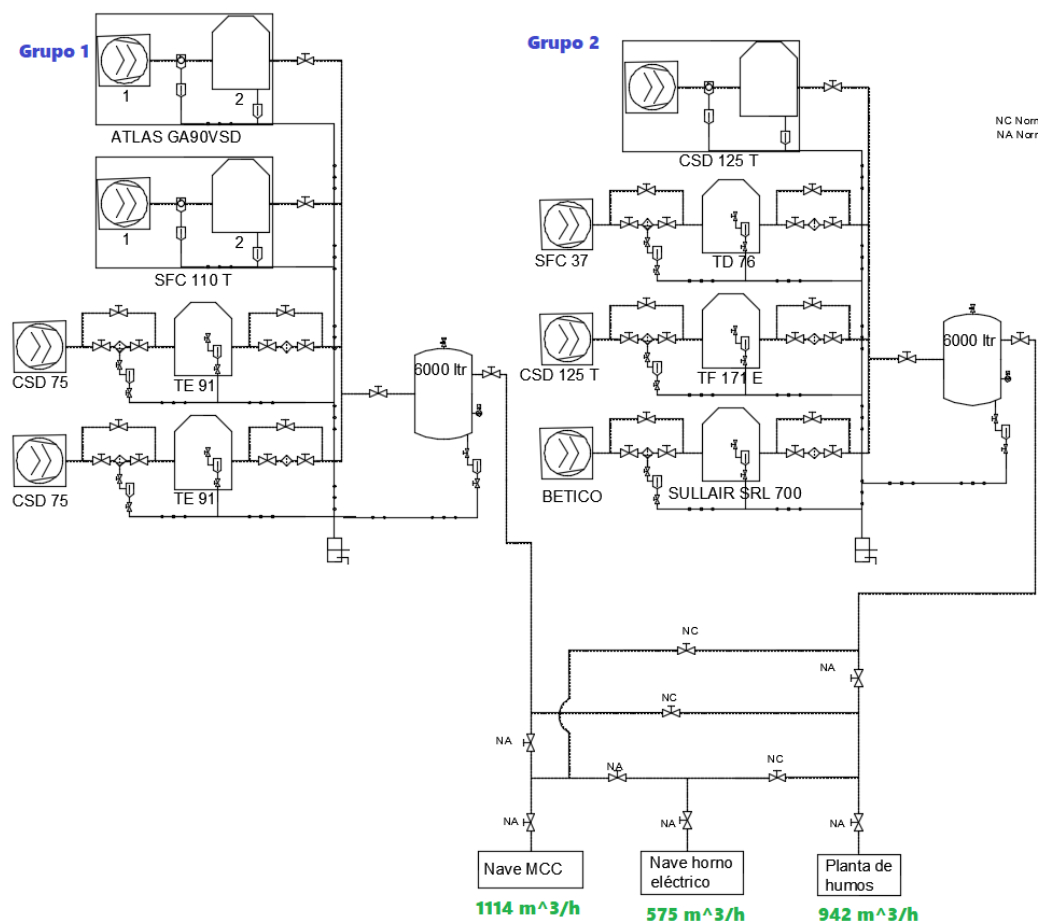 Grupo 1
1
2
ATLAS GA90VSD
1
2
SFC 110 T
CSD 75
TE 91
CSD 75
TE 91
6000 ltr
Grupo 2
CSD 125 T
SFC 37
TD 76
CSD 125 T
TF 171 E
BETICO
SULLAIR SRL 700
6000 ltr
NC Norm
NA Norm
NC
NA
NC
NA
NA
NC
NA
NA
NA
Nave MCC
Nave horno
eléctrico
Planta de
humos
1114 m^3/h
575 m^3/h
942 m^3/h